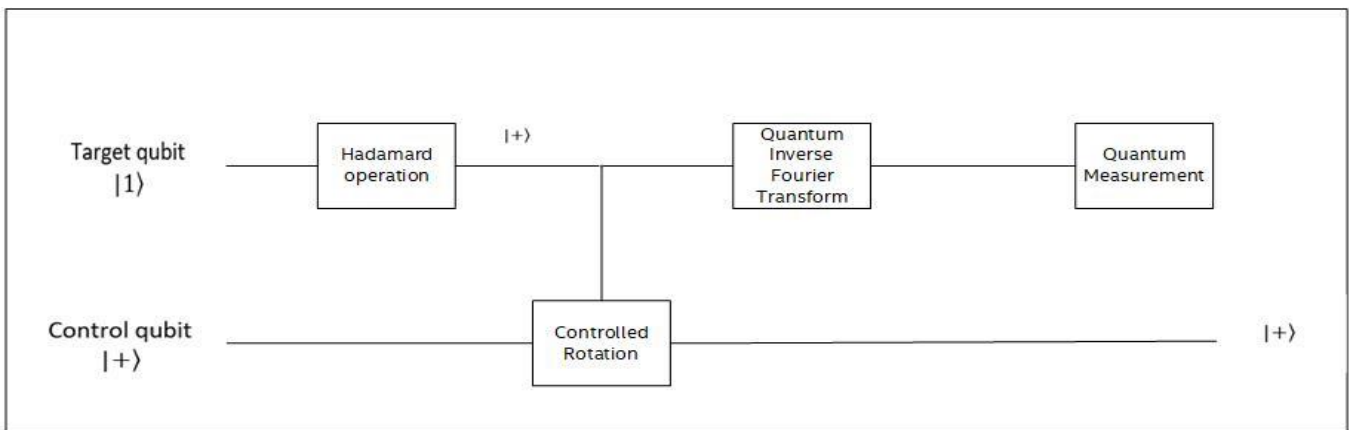 Target qubit
|1⟩
Hadamard
operation
|+⟩
Quantum
Inverse
Fourier
Transform
Quantum
Measurement
Control qubit
|+⟩
Controlled
Rotation
|+⟩